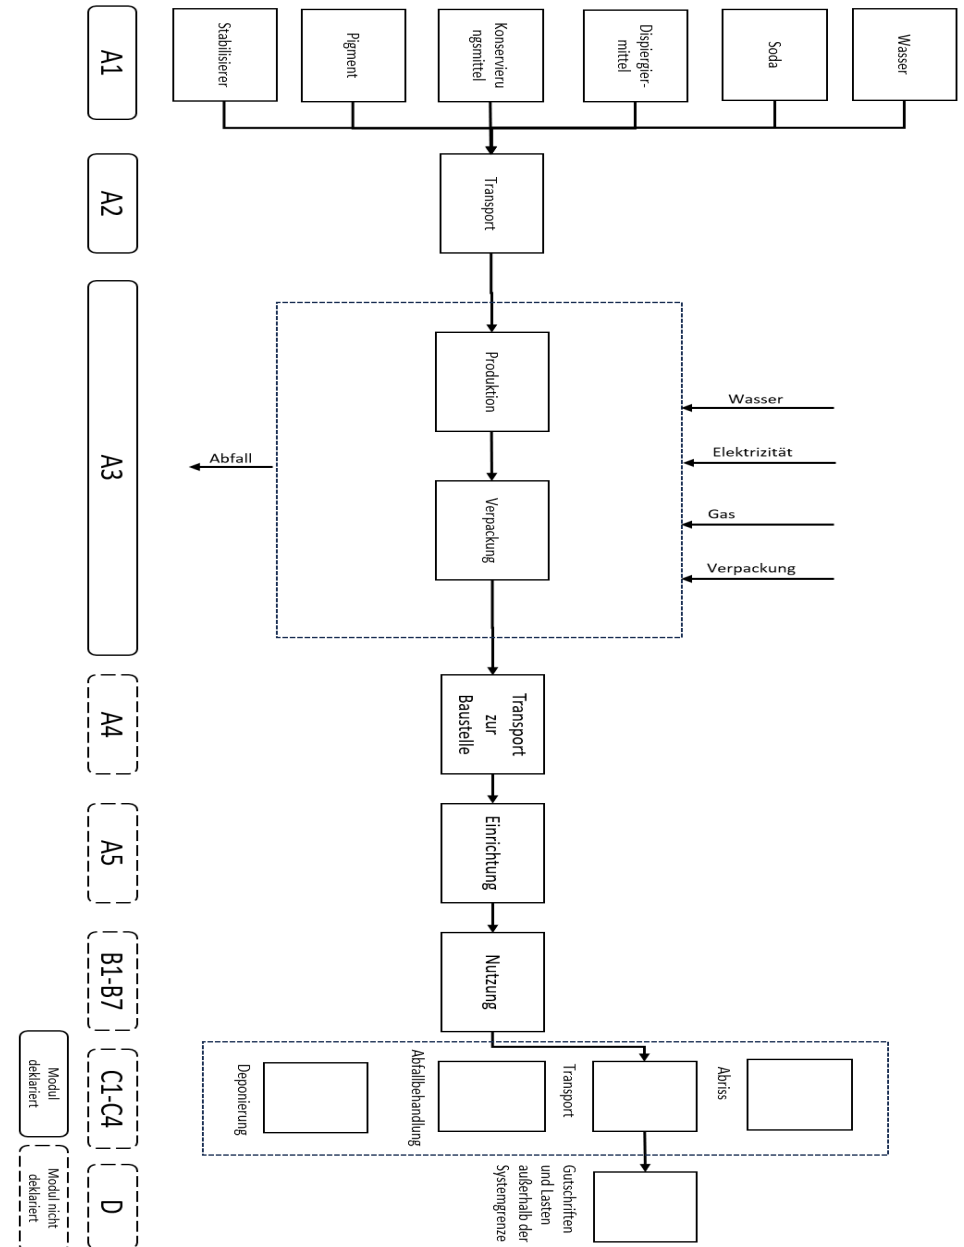 A1
Stabilisierer
Pigment
Konservieru
ngsmittel
Dispiergier-
mittel
Soda
Wasser
A2
Transport
A3
Produktion
Verpackung
Wasser
Elektrizität
Gas
Verpackung
Abfall
A4
Transport
zur
Baustelle
A5
Einrichtung
B1-B7
Nutzung
C1-C4
Deponierung
Abfallbehandlung
Transport
Abriss
D
Gutschriften
und Lasten
außerhalb der
Systemgrenze
Modul
deklariert
Modul nicht
deklariert